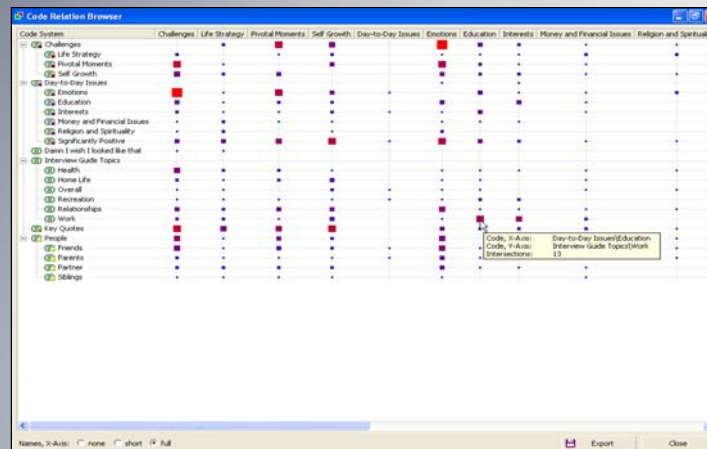 Code Relation Browser
Code System Challenges Life Strategy Pivotal Moments Self Growth Day-to-Day Issues Emotions Education Interests Money and Financial Issues Religion and Spirituali
Challenges
Life Strategy
Pivotal Moments
Self Growth
Day-to-Day Issues
Emotions
Education
Interests
Money and Financial Issues
Religion and Spirituality
Significantly Positive
Damn I wish I looked like that
Interview Guide Topics
Health
Home Life
Overall
Recreation
Relationships
Work
Key Quotes
People
Friends
Parents
Partner
Siblings
Code, X-Axis: Day-to-Day Issues\Education
Code, Y-Axis: Interview Guide Topics\Work
Intersections: 13
Names, X-Axis: none short full Export Close